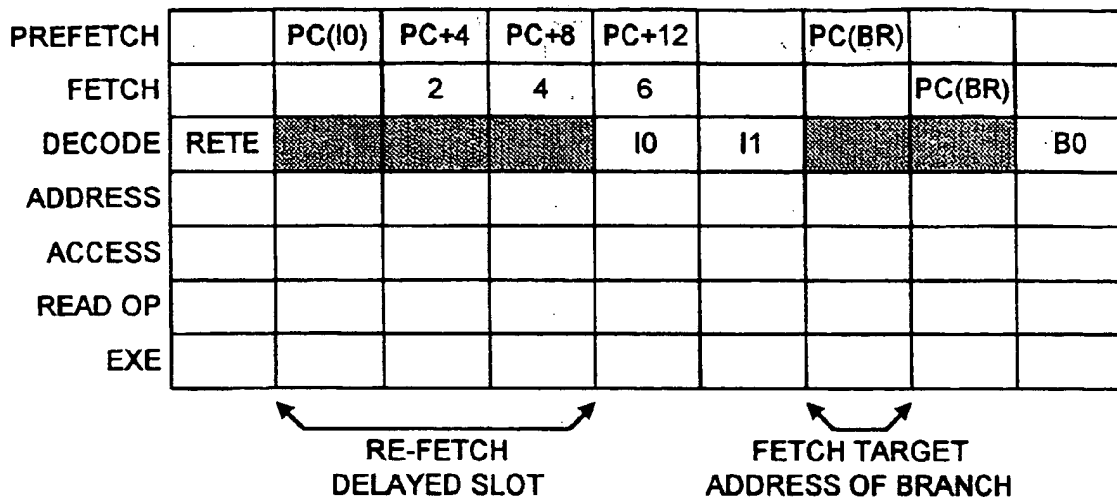 PREFETCH PC(I0) PC+4 PC+8 PC+12 PC(BR)
FETCH 2 4 6 PC(BR)
DECODE RETE I0 I1 B0
ADDRESS
ACCESS
READ OP
EXE
RE-FETCH
DELAYED SLOT
FETCH TARGET
ADDRESS OF BRANCH